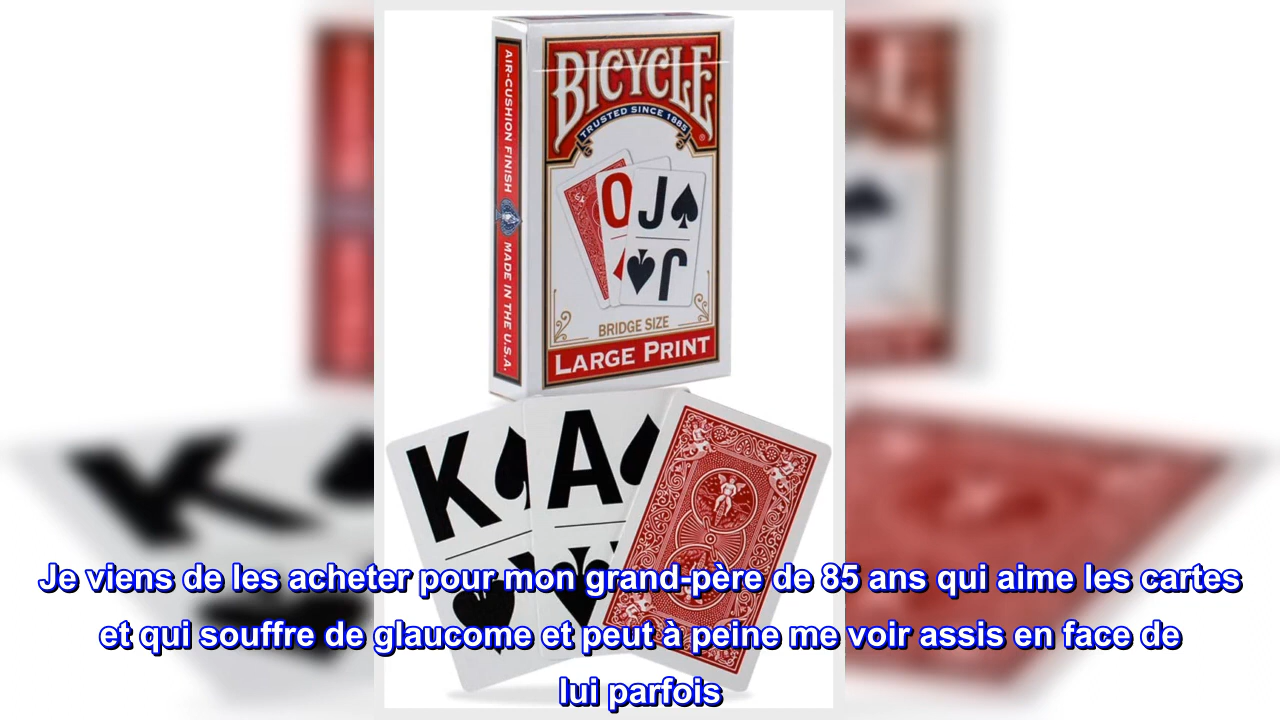 BICYCLE
TRUSTED SINCE 1885
®
AIR-CUSHION FINISH MADE IN THE U.S.A.
J
J
BRIDGE SIZE
LARGE PRINT
K
A
Je viens de les acheter pour mon grand-père de 85 ans qui aime les cartes
et qui souffre de glaucome et peut à peine me voir assis en face de
lui parfois